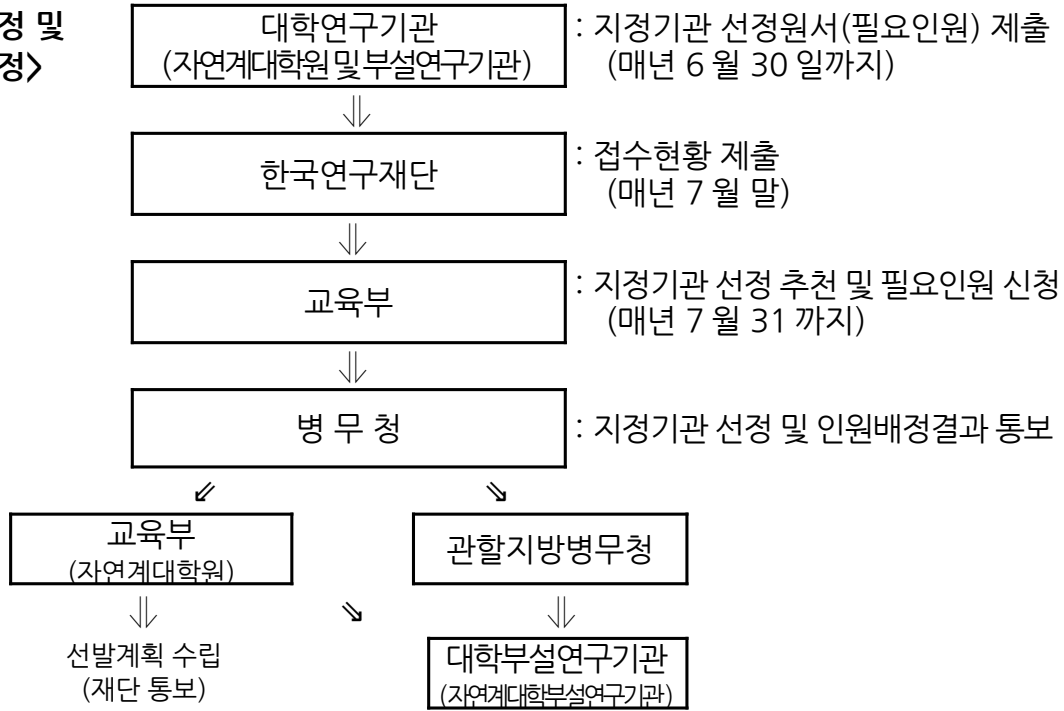 정 및
정>
대학연구기관
(자연계대학원 및 부설연구기관)
: 지정기관 선정원서(필요인원) 제출
(매년 6 월 30 일까지)
⇓
한국연구재단
: 접수현황 제출
(매년 7 월 말)
⇓
교육부
: 지정기관 선정 추천 및 필요인원 신청
(매년 7 월 31 까지)
⇓
병 무 청
: 지정기관 선정 및 인원배정결과 통보
⇙ ⇘
교육부
(자연계대학원)
관할지방병무청
⇓ ⇘ ⇓
선발계획 수립
(재단 통보)
대학부설연구기관
(자연계대학부설연구기관)